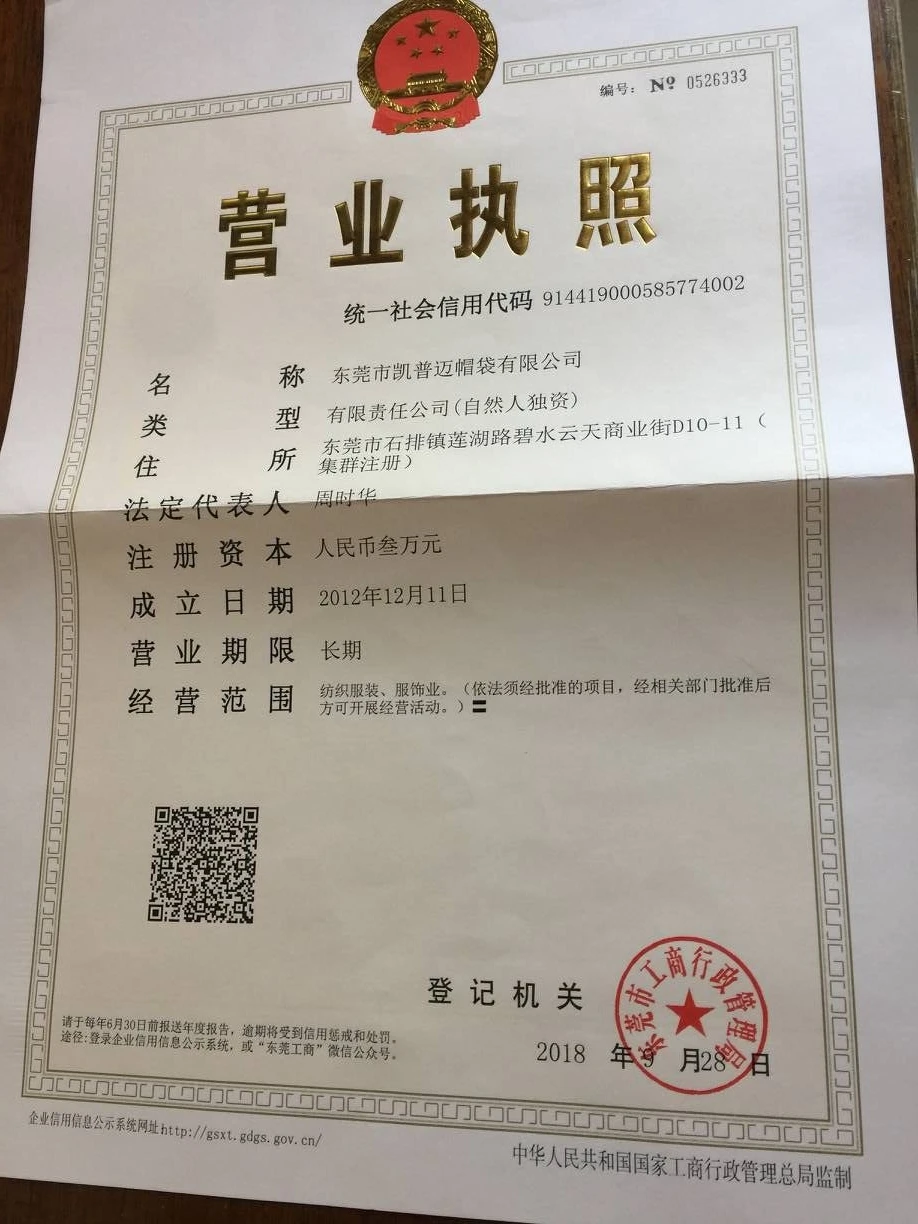 编号： № 0526333
营业执照
统一社会信用代码 914419000585774002
名称 东莞市凯普迈帽袋有限公司
类型 有限责任公司(自然人独资)
住所 东莞市石排镇莲湖路碧水云天商业街D10-11（
集群注册）
法定代表人 周时华
注册资本 人民币叁万元
成立日期 2012年12月11日
营业期限 长期
经营范围 纺织服装、服饰业。（依法须经批准的项目，经相关部门批准后
方可开展经营活动。）〓
登记机关
东莞市工商行政管理局
2018 年 9 月 28 日
请于每年6月30日前报送年度报告，逾期将受到信用惩戒和处罚。
途径:登录企业信用信息公示系统，或“东莞工商”微信公众号。
企业信用信息公示系统网址http://gsxt.gdgs.gov.cn/
中华人民共和国国家工商行政管理总局监制